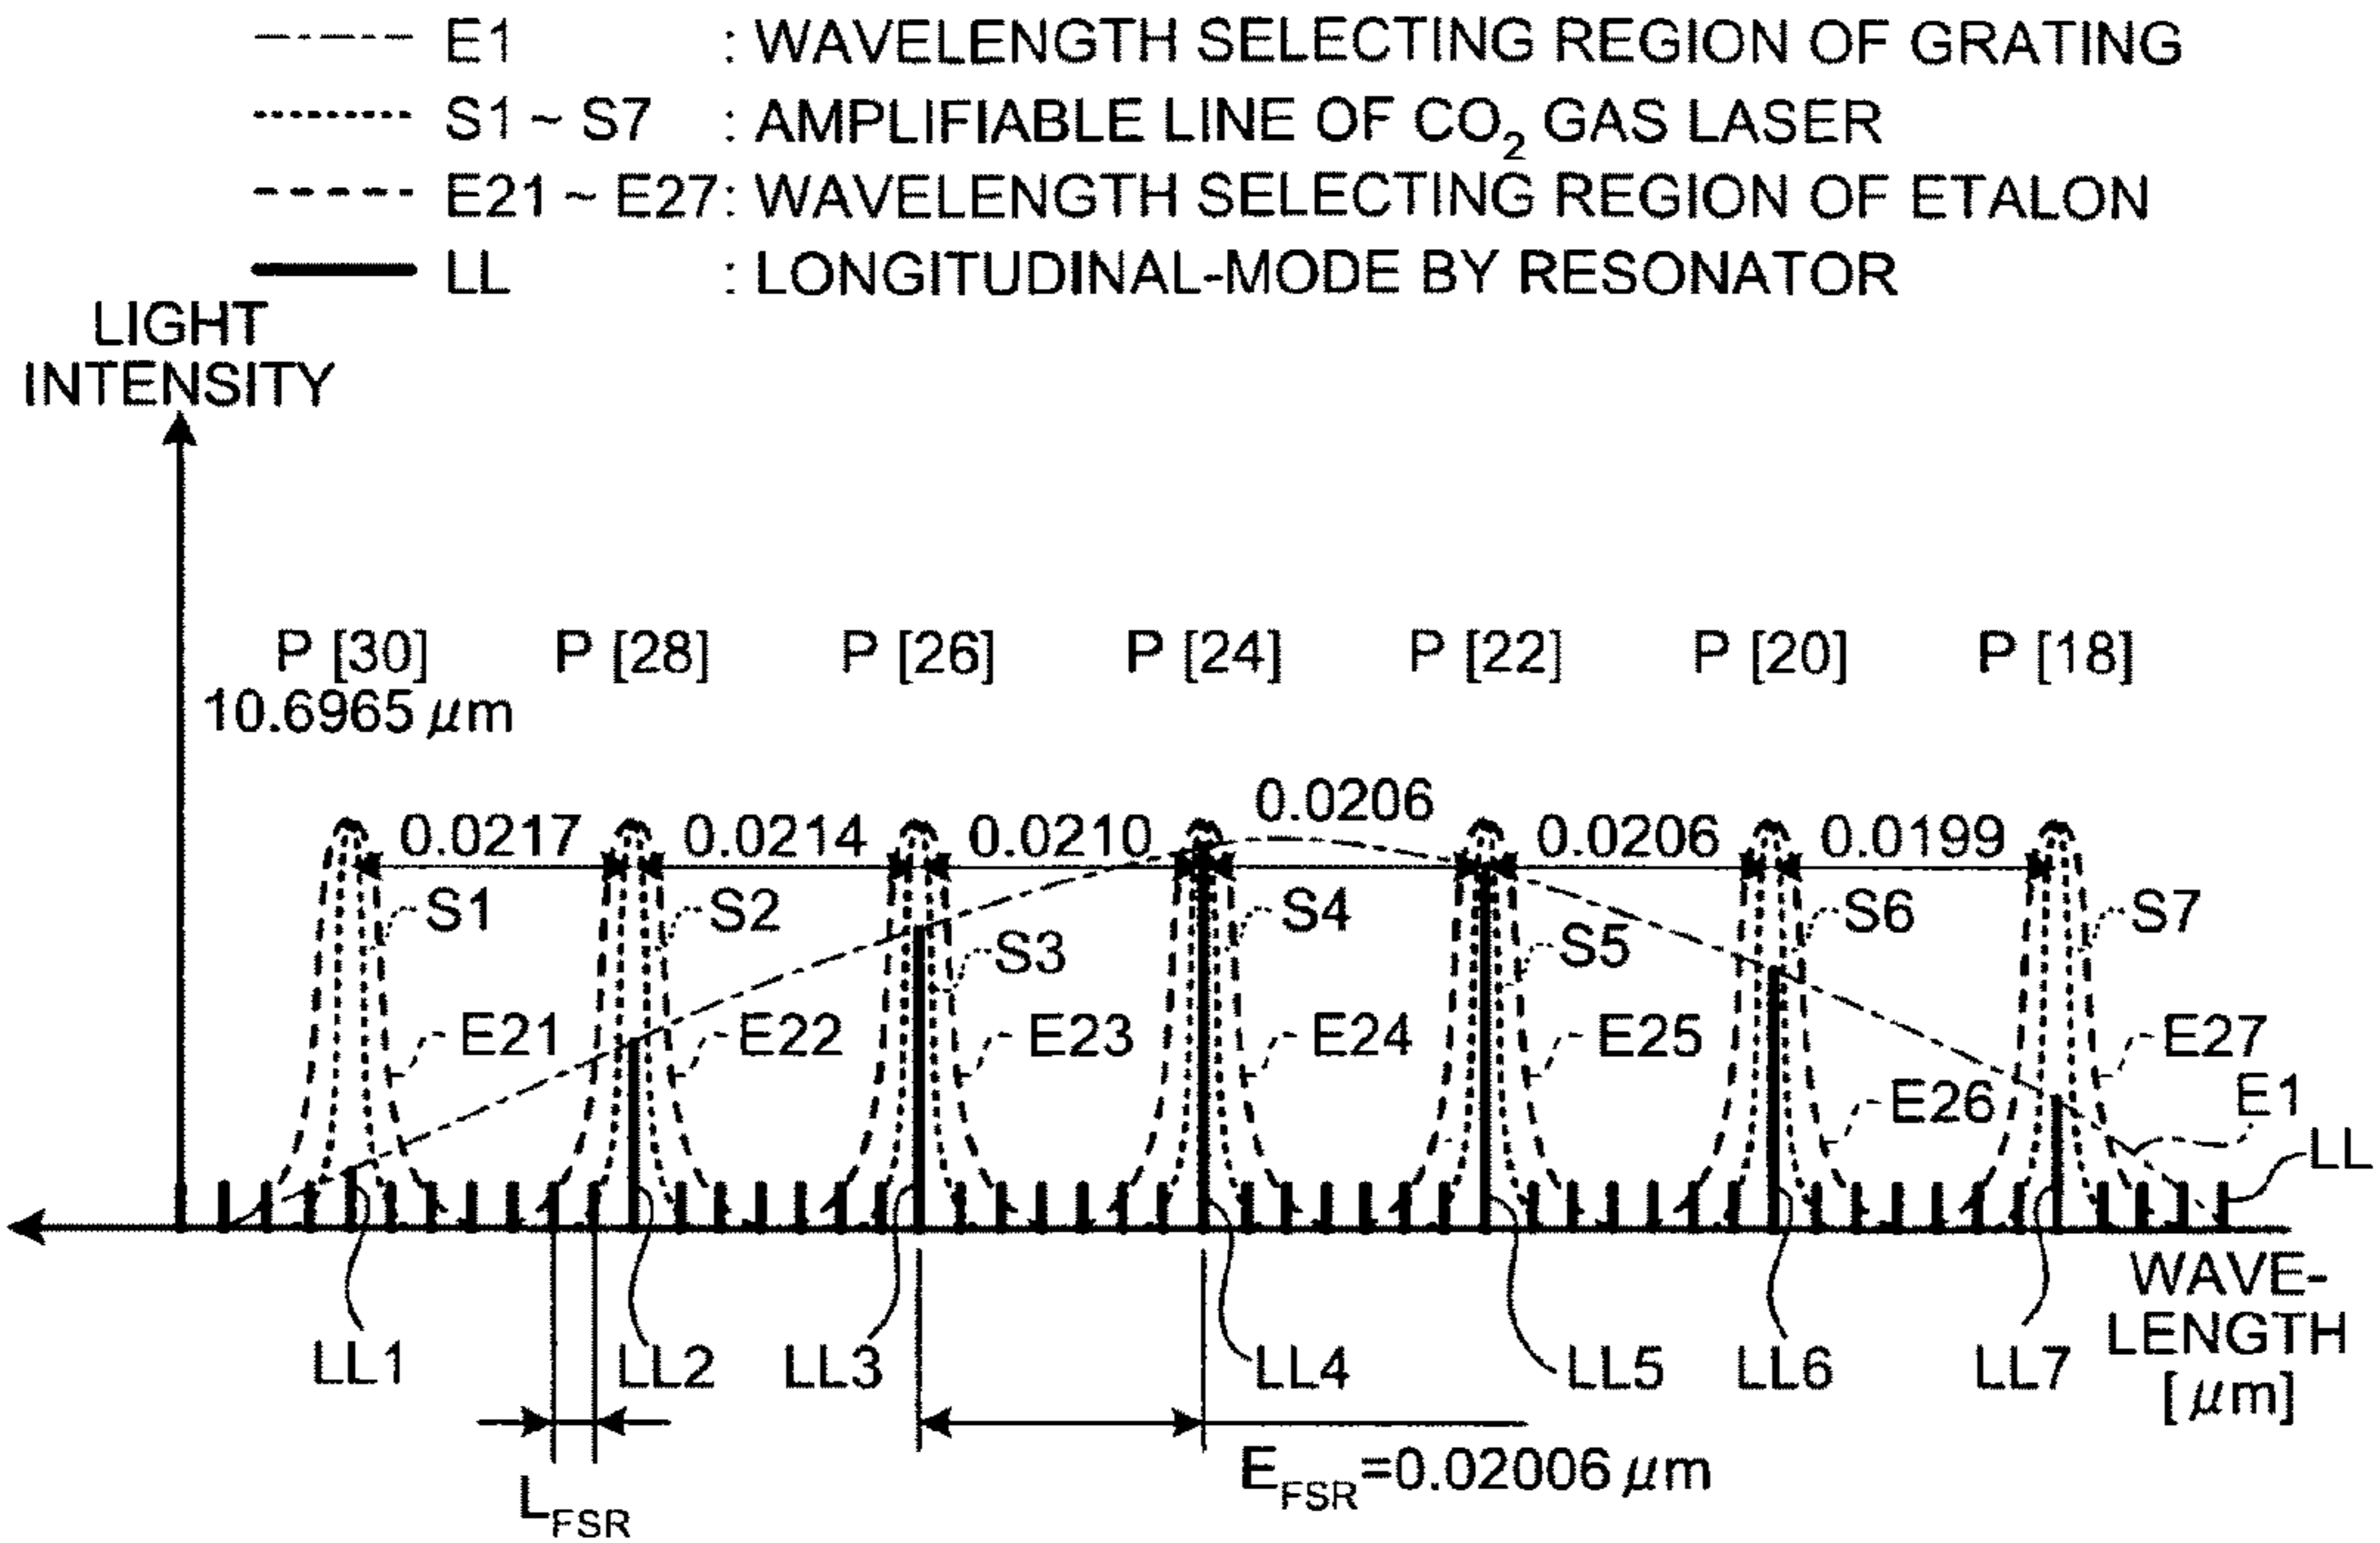 E1 : WAVELENGTH SELECTING REGION OF GRATING
S1 ~ S7 : AMPLIFIABLE LINE OF CO₂ GAS LASER
E21 ~ E27: WAVELENGTH SELECTING REGION OF ETALON
LL : LONGITUDINAL-MODE BY RESONATOR
LIGHT
INTENSITY
P [30] P [28] P [26] P [24] P [22] P [20] P [18]
10.6965 μm
0.0217 0.0214 0.0210 0.0206 0.0206 0.0199
S1 S2 S3 S4 S5 S6 S7
E21 E22 E23 E24 E25 E26 E27
E1
LL
WAVE-
LENGTH
[μm]
LL1 LL2 LL3 LL4 LL5 LL6 LL7
L_FSR
E_FSR=0.02006 μm